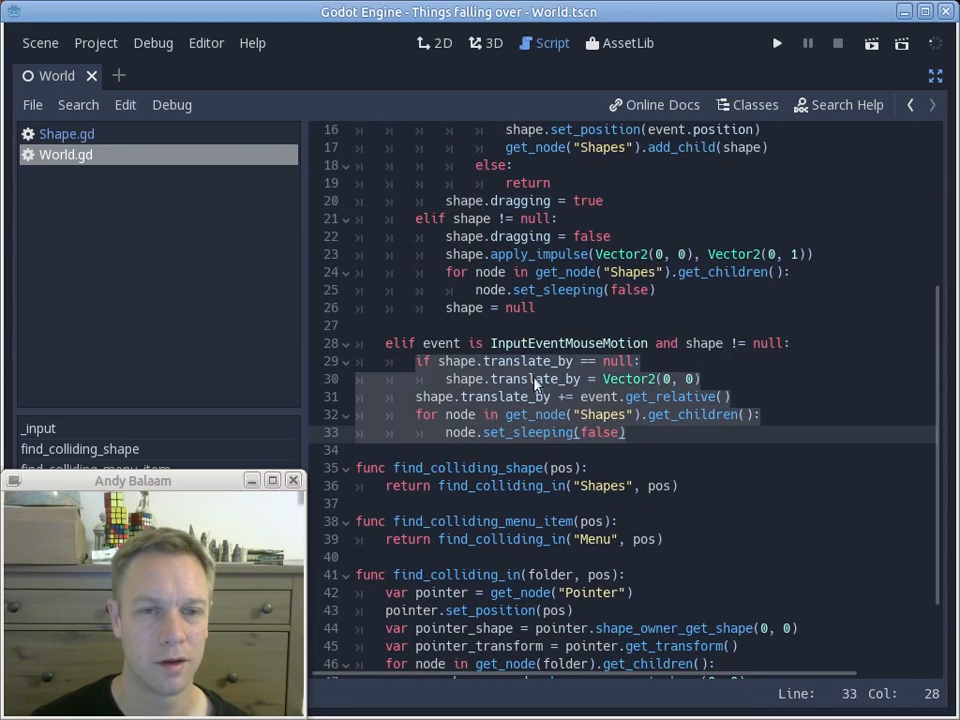 Godot Engine - Things falling over - World.tscn
Scene Project Debug Editor Help 2D 3D Script AssetLib
World
File Search Edit Debug Online Docs Classes Search Help
Shape.gd
World.gd
_input
find_colliding_shape
find_colliding_menu_item
Andy Balaam
16 shape.set_position(event.position)
17 get_node("Shapes").add_child(shape)
18 else:
19 return
20 shape.dragging = true
21 elif shape != null:
22 shape.dragging = false
23 shape.apply_impulse(Vector2(0, 0), Vector2(0, 1))
24 for node in get_node("Shapes").get_children():
25 node.set_sleeping(false)
26 shape = null
27
28 elif event is InputEventMouseMotion and shape != null:
29 if shape.translate_by == null:
30 shape.translate_by = Vector2(0, 0)
31 shape.translate_by += event.get_relative()
32 for node in get_node("Shapes").get_children():
33 node.set_sleeping(false)
34
35 func find_colliding_shape(pos):
36 return find_colliding_in("Shapes", pos)
37
38 func find_colliding_menu_item(pos):
39 return find_colliding_in("Menu", pos)
40
41 func find_colliding_in(folder, pos):
42 var pointer = get_node("Pointer")
43 pointer.set_position(pos)
44 var pointer_shape = pointer.shape_owner_get_shape(0, 0)
45 var pointer_transform = pointer.get_transform()
46 for node in get_node(folder).get_children():
Line: 33 Col: 28